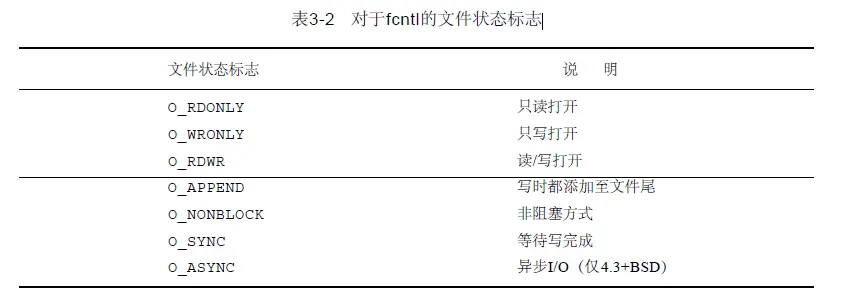 表3-2 对于fcntl的文件状态标志
文件状态标志 说 明
O_RDONLY 只读打开
O_WRONLY 只写打开
O_RDWR 读/写打开
O_APPEND 写时都添加至文件尾
O_NONBLOCK 非阻塞方式
O_SYNC 等待写完成
O_ASYNC 异步I/O（仅4.3+BSD）